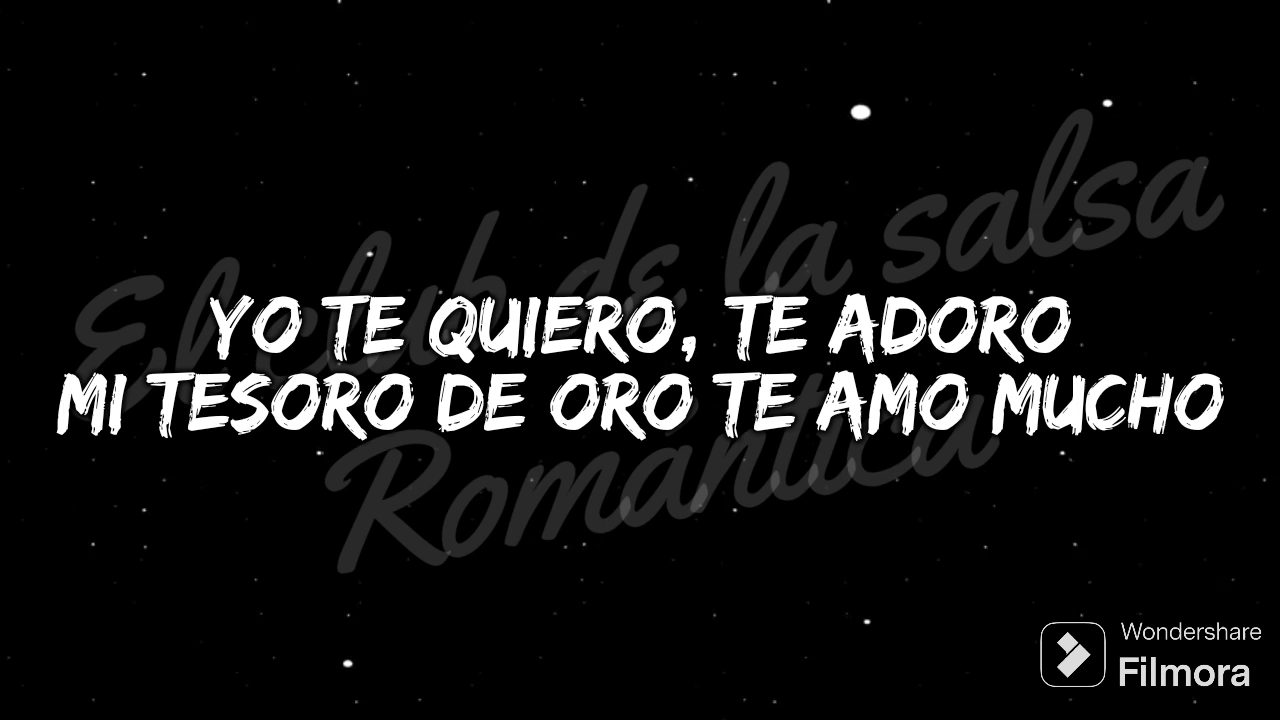 El club de la salsa
YO TE QUIERO, TE ADORO
MI TESORO DE ORO TE AMO MUCHO
Romántica
Wondershare
Filmora